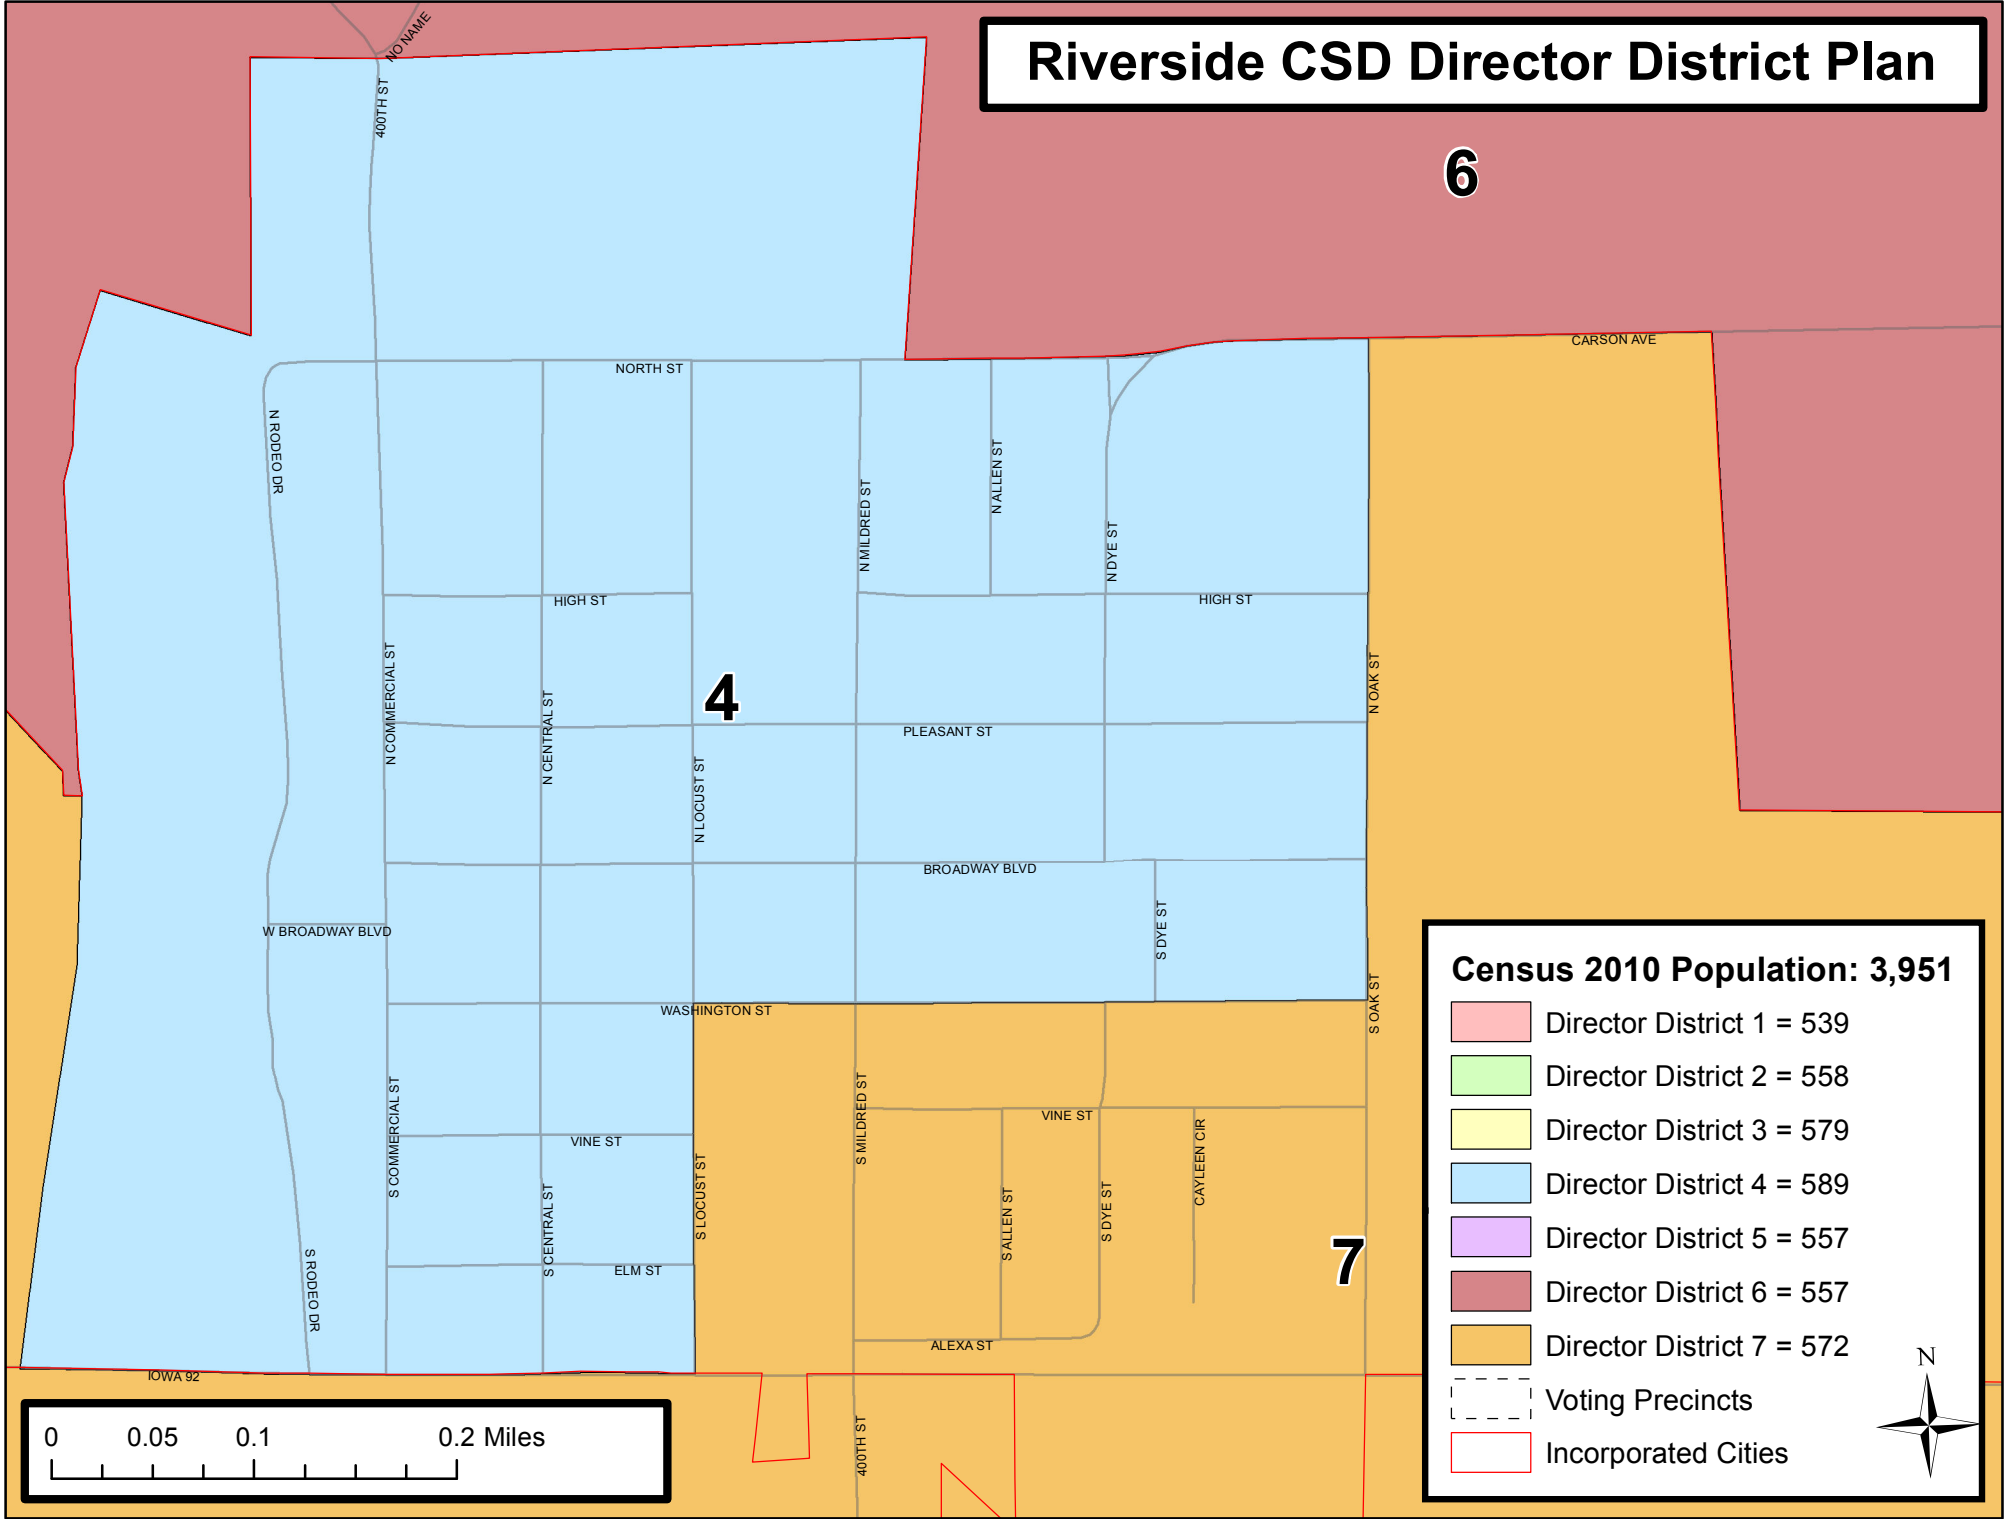 Riverside CSD Director District Plan
NO NAME
400TH ST
6
CARSON AVE
NORTH ST
N RODEO DR
N MILDRED ST
N ALLEN ST
N DYE ST
HIGH ST
HIGH ST
N COMMERCIAL ST
N CENTRAL ST
4
N OAK ST
PLEASANT ST
N LOCUST ST
BROADWAY BLVD
W BROADWAY BLVD
S DYE ST
WASHINGTON ST
S OAK ST
S COMMERCIAL ST
VINE ST
S CENTRAL ST
S LOCUST ST
S MILDRED ST
VINE ST
S ALLEN ST
S DYE ST
CAYLEEN CIR
7
ELM ST
S RODEO DR
ALEXA ST
IOWA 92
400TH ST
0 0.05 0.1 0.2 Miles
Census 2010 Population: 3,951
Director District 1 = 539
Director District 2 = 558
Director District 3 = 579
Director District 4 = 589
Director District 5 = 557
Director District 6 = 557
Director District 7 = 572
Voting Precincts
Incorporated Cities
N